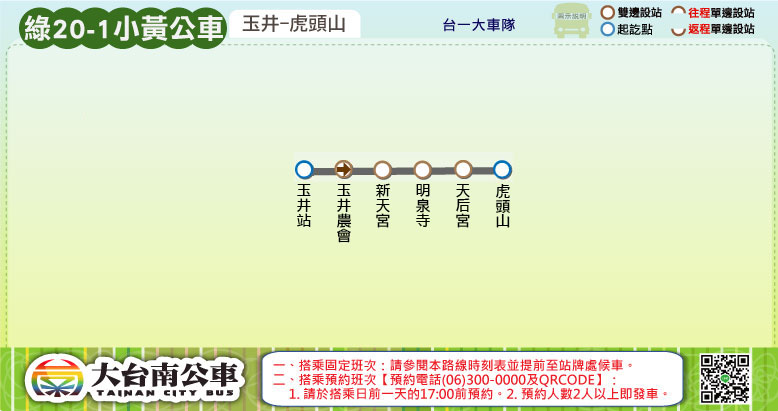 綠20-1小黃公車
玉井-虎頭山
台一大車隊
圖示說明
雙邊設站
起訖點
往程單邊設站
返程單邊設站
玉井站
玉井農會
新天宮
明泉寺
天后宮
虎頭山
大台南公車
TAINAN CITY BUS
一、搭乘固定班次：請參閱本路線時刻表並提前至站牌處候車。
二、搭乘預約班次【預約電話(06)300-0000及QRCODE】：
1. 請於搭乘日前一天的17:00前預約。2. 預約人數2人以上即發車。